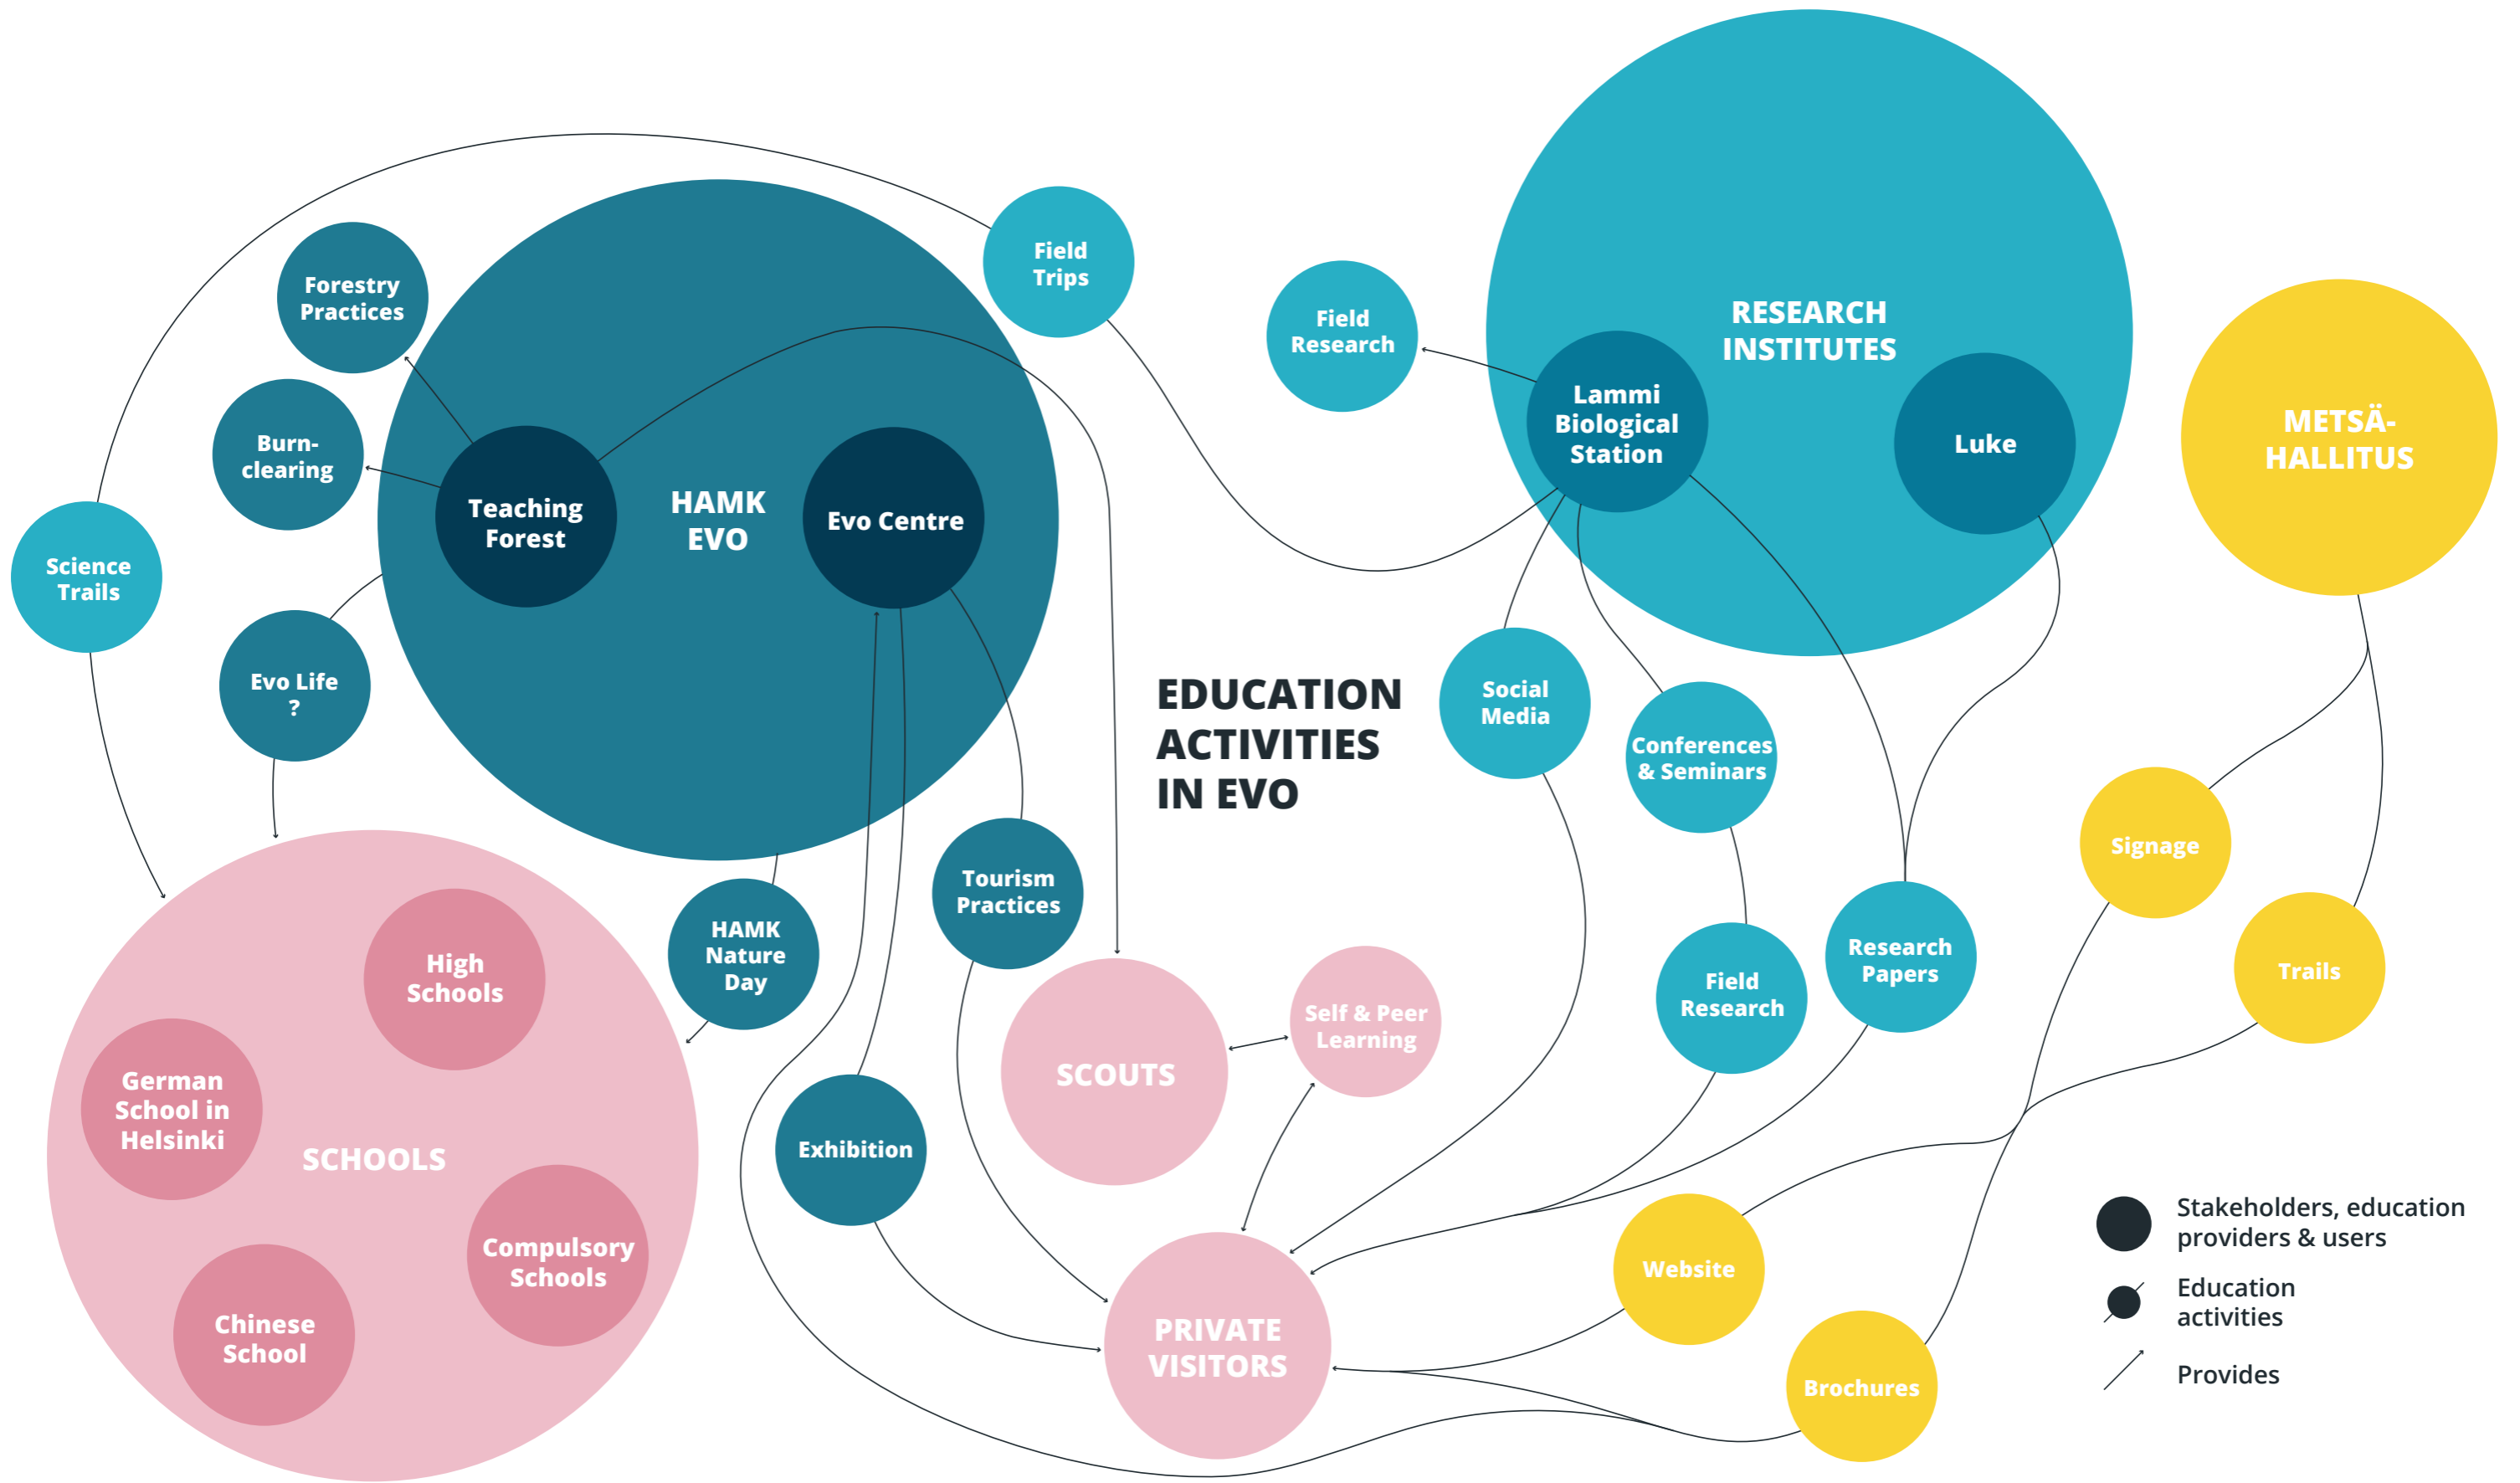 Field
Trips
Forestry
Practices
Burn-
clearing
Science
Trails
Evo Life
?
Teaching
Forest
HAMK
EVO
Evo Centre
Field
Research
RESEARCH
INSTITUTES
Lammi
Biological
Station
Luke
METSÄ-
HALLITUS
EDUCATION
ACTIVITIES
IN EVO
Social
Media
Conferences
& Seminars
Signage
Trails
Field
Research
Research
Papers
Tourism
Practices
HAMK
Nature
Day
High
Schools
German
School in
Helsinki
SCHOOLS
Compulsory
Schools
Chinese
School
Exhibition
SCOUTS
Self & Peer
Learning
PRIVATE
VISITORS
Website
Brochures
Stakeholders, education
providers & users
Education
activities
Provides